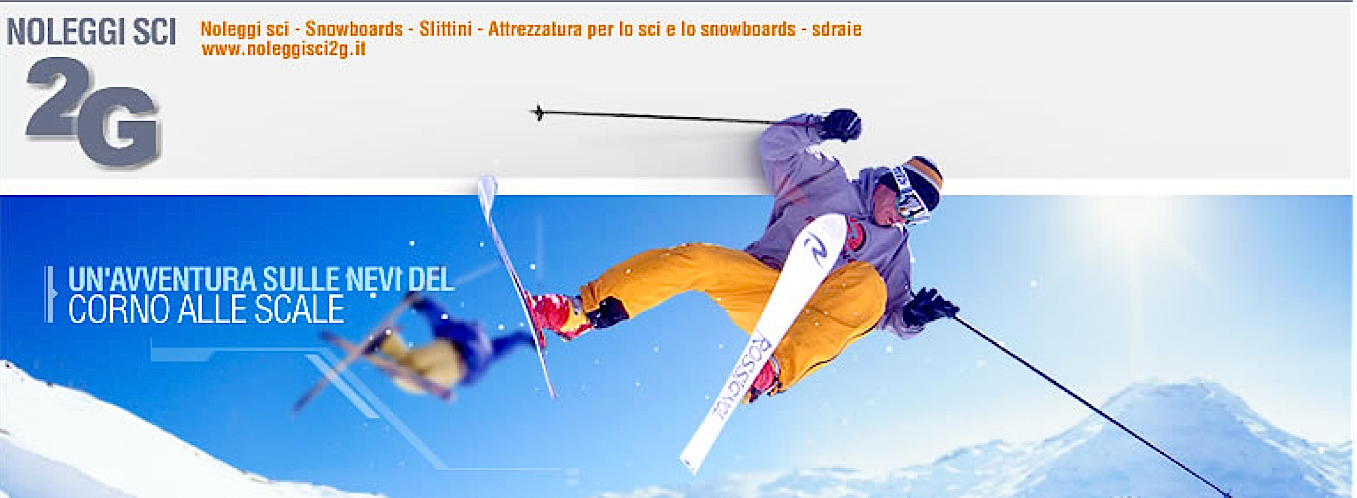 NOLEGGI SCI
2G
Noleggi sci - Snowboards - Slittini - Attrezzatura per lo sci e lo snowboards - sdraie
www.noleggisci2g.it
UN'AVVENTURA SULLE NEVI DEL
CORNO ALLE SCALE
ROSSIGNOL